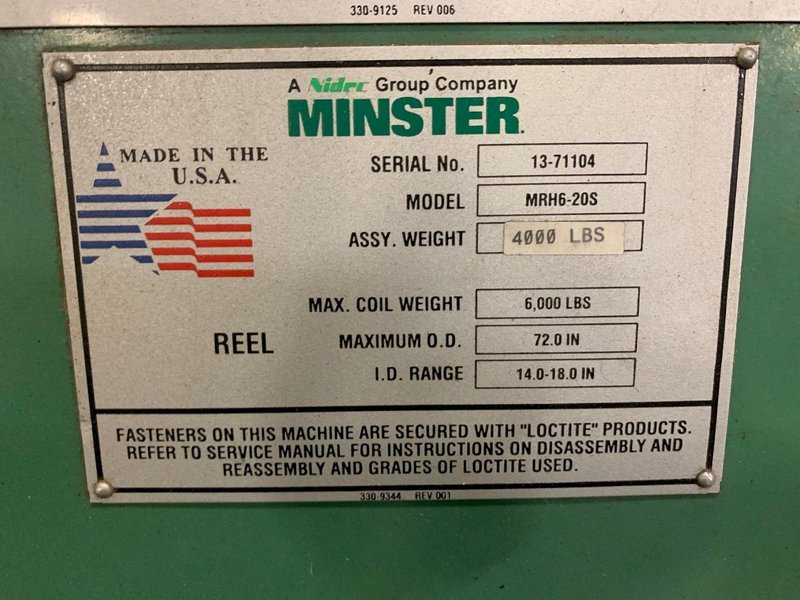 330-9125 REV 006
A Nidec Group Company
MINSTER
MADE IN THE
U.S.A.
SERIAL No. 13-71104
MODEL MRH6-20S
ASSY. WEIGHT 4000 LBS
MAX. COIL WEIGHT 6,000 LBS
REEL
MAXIMUM O.D. 72.0 IN
I.D. RANGE 14.0-18.0 IN
FASTENERS ON THIS MACHINE ARE SECURED WITH "LOCTITE" PRODUCTS.
REFER TO SERVICE MANUAL FOR INSTRUCTIONS ON DISASSEMBLY AND
REASSEMBLY AND GRADES OF LOCTITE USED.
330-9344 REV 001